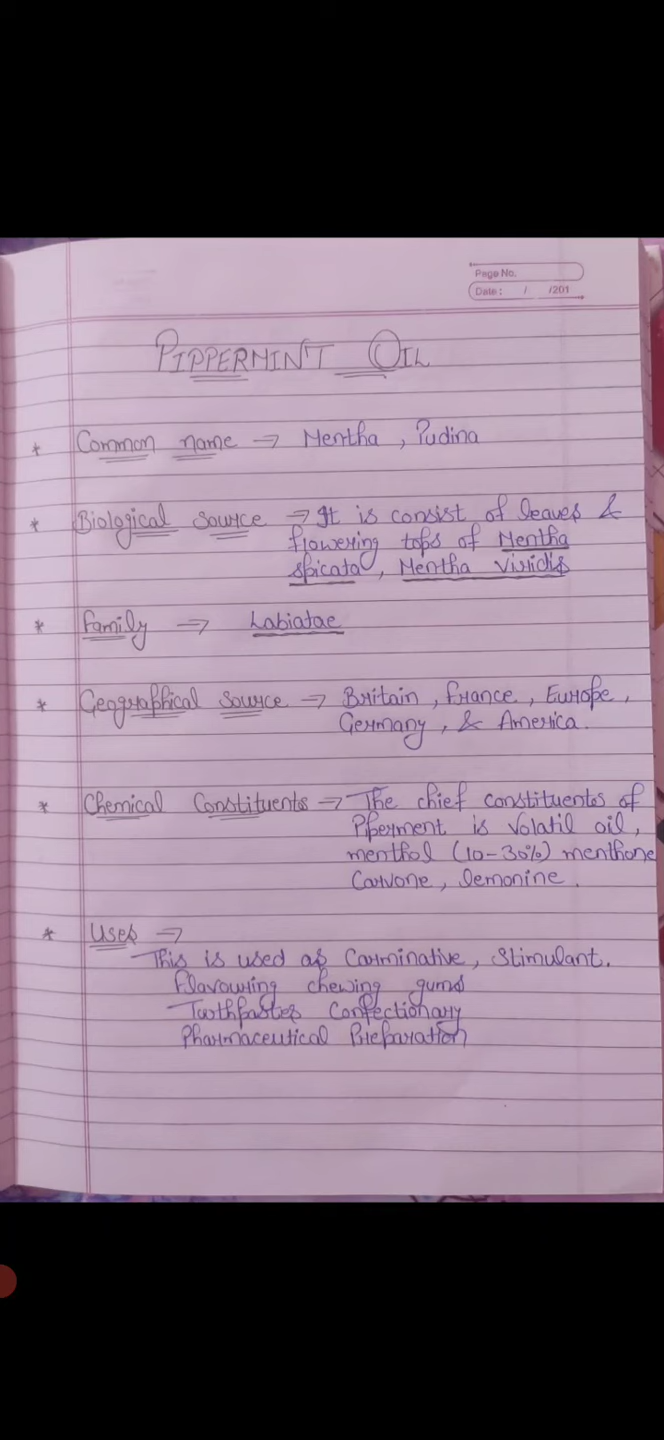 Page No.
Date: / /201
PIPPERMINT OIL
* Common name → Mentha, Pudina
* Biological source → It is consist of leaves &
flowering tops of Mentha
spicata, Mentha viridis
* Family → Labiatae
* Geographical source → Britain, France, Europe,
Germany, & America.
* Chemical Constituents → The chief constituentes of
Piperment is volatil oil,
menthol (10-30%) menthone
Carvone, lemonine.
* Uses →
This is used as Carminative, Stimulant.
Flavouring chewing gums
Toothpastes Confectionary
Pharmaceutical Preparation